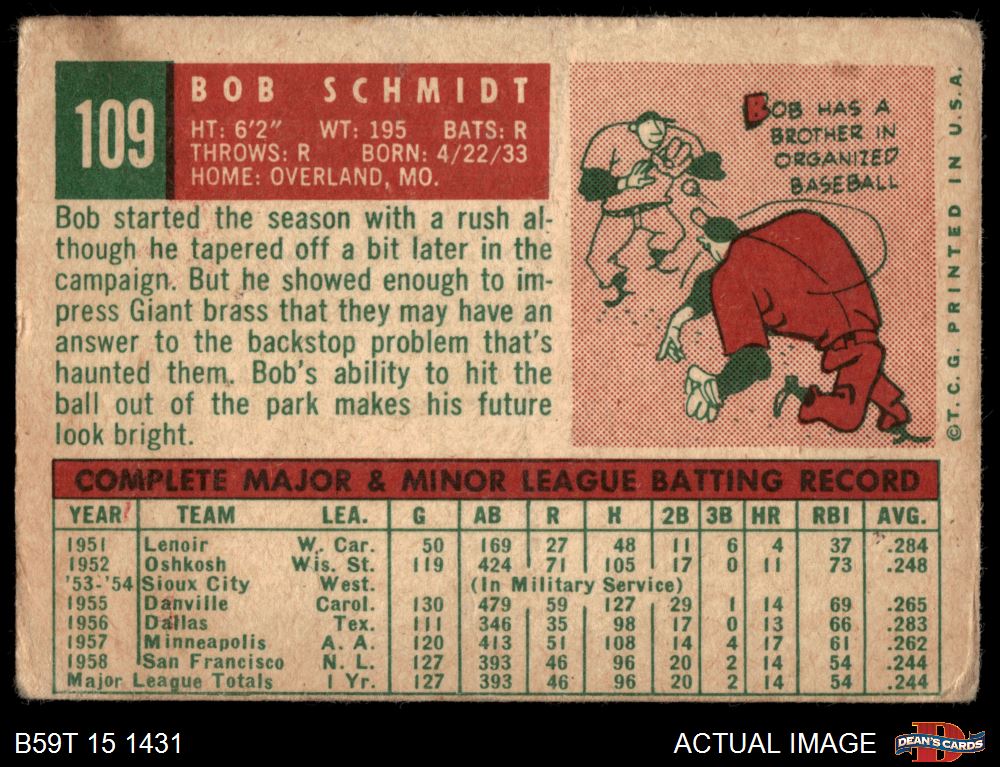 109
BOB SCHMIDT
HT: 6'2" WT: 195 BATS: R
THROWS: R BORN: 4/22/33
HOME: OVERLAND, MO.
Bob started the season with a rush al-
though he tapered off a bit later in the
campaign. But he showed enough to im-
press Giant brass that they may have an
answer to the backstop problem that's
haunted them. Bob's ability to hit the
ball out of the park makes his future
look bright.
BOB HAS A
BROTHER IN
ORGANIZED
BASEBALL
©T.C.G. PRINTED IN U.S.A.
COMPLETE MAJOR & MINOR LEAGUE BATTING RECORD
YEAR TEAM LEA. G AB R H 2B 3B HR RBI AVG.
1951 Lenoir W. Car. 50 169 27 48 11 6 4 37 .284
1952 Oshkosh Wis. St. 119 424 71 105 17 0 11 73 .248
'53-'54 Sioux City West. (In Military Service)
1955 Danville Carol. 130 479 59 127 29 1 14 69 .265
1956 Dallas Tex. 111 346 35 98 17 0 13 66 .283
1957 Minneapolis A. A. 120 413 51 108 14 4 17 61 .262
1958 San Francisco N. L. 127 393 46 96 20 2 14 54 .244
Major League Totals 1 Yr. 127 393 46 96 20 2 14 54 .244
B59T 15 1431
ACTUAL IMAGE
DEAN'S CARDS